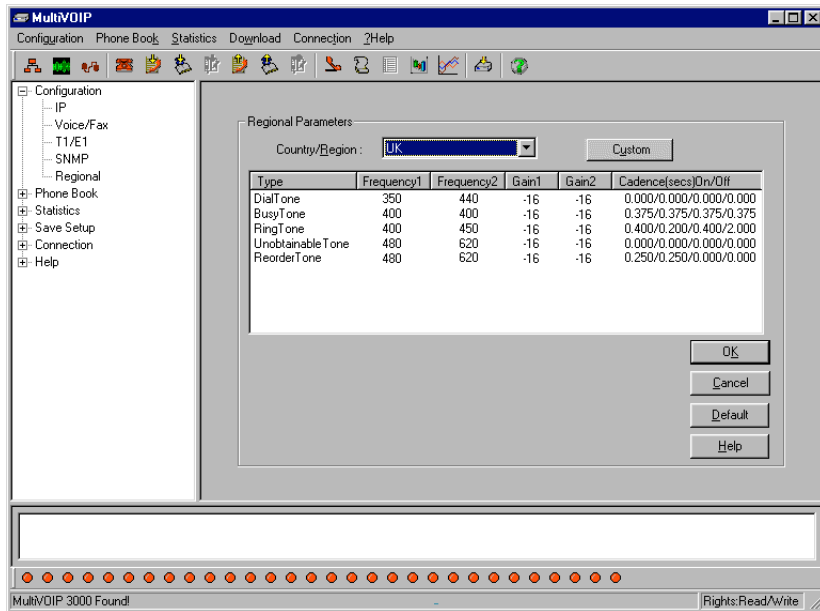 MultiVOIP
Configuration Phone Book Statistics Download Connection ?Help
Configuration
IP
Voice/Fax
T1/E1
SNMP
Regional
Phone Book
Statistics
Save Setup
Connection
Help
Regional Parameters
Country/Region : UK Custom
Type Frequency1 Frequency2 Gain1 Gain2 Cadence(secs)On/Off
DialTone 350 440 -16 -16 0.000/0.000/0.000/0.000
BusyTone 400 400 -16 -16 0.375/0.375/0.375/0.375
RingTone 400 450 -16 -16 0.400/0.200/0.400/2.000
UnobtainableTone 480 620 -16 -16 0.000/0.000/0.000/0.000
ReorderTone 480 620 -16 -16 0.250/0.250/0.000/0.000
OK
Cancel
Default
Help
MultiVOIP 3000 Found! Rights:Read/Write